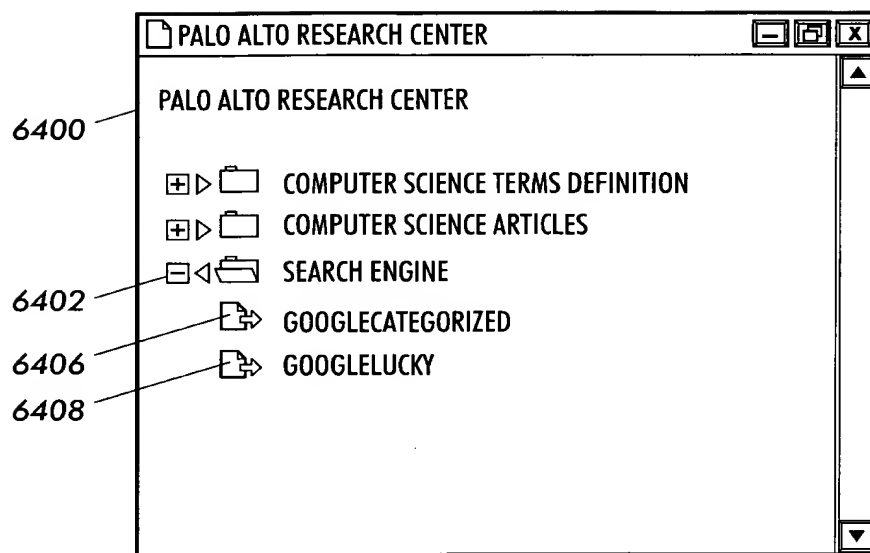 PALO ALTO RESEARCH CENTER
PALO ALTO RESEARCH CENTER
6400
COMPUTER SCIENCE TERMS DEFINITION
COMPUTER SCIENCE ARTICLES
SEARCH ENGINE
6402
GOOGLECATEGORIZED
6406
GOOGLELUCKY
6408